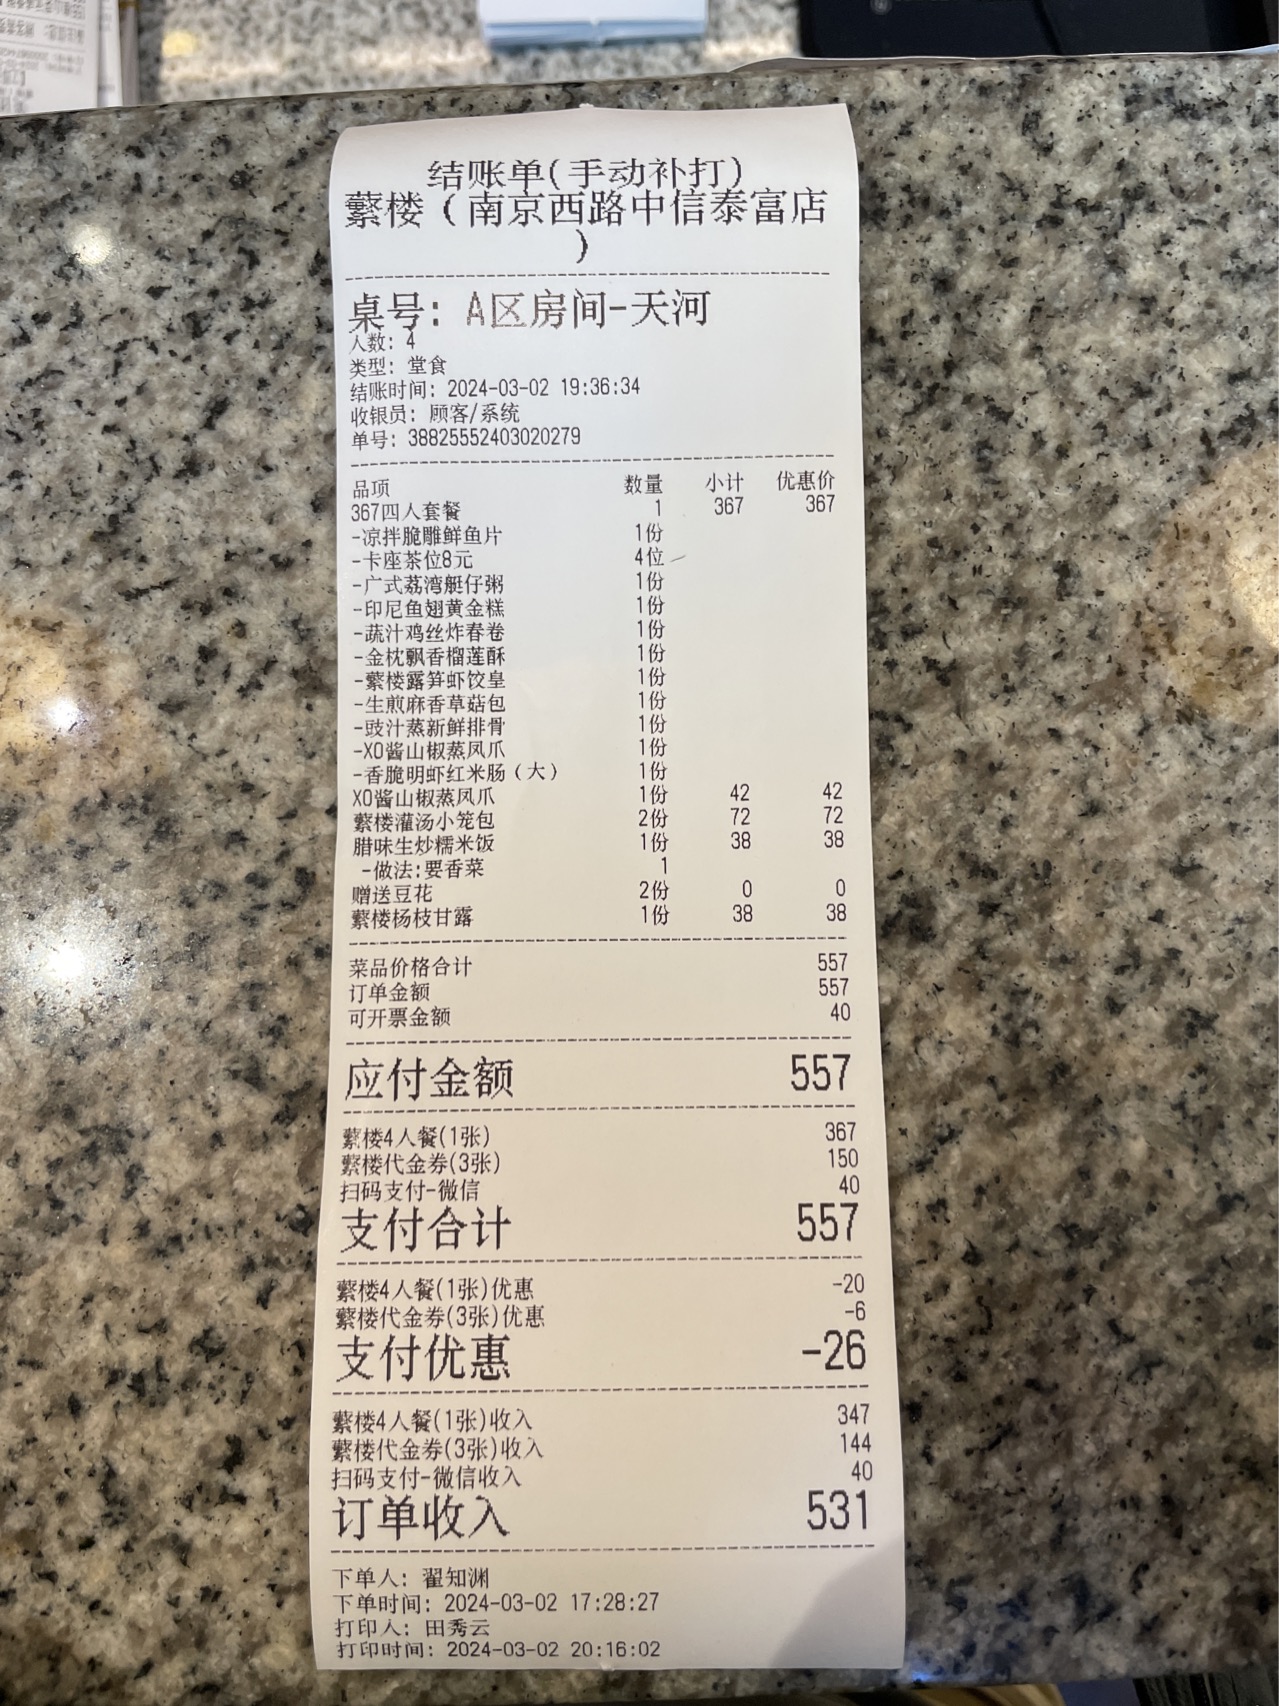 结账单(手动补打)
蘩楼（南京西路中信泰富店
）
桌号: A区房间-天河
人数: 4
类型: 堂食
结账时间: 2024-03-02 19:36:34
收银员: 顾客/系统
单号: 38825552403020279
品项 数量 小计 优惠价
367四人套餐 1 367 367
-凉拌脆雕鲜鱼片 1份
-卡座茶位8元 4位
-广式荔湾艇仔粥 1份
-印尼鱼翅黄金糕 1份
-蔬汁鸡丝炸春卷 1份
-金枕飘香榴莲酥 1份
-蘩楼露笋虾饺皇 1份
-生煎麻香草菇包 1份
-豉汁蒸新鲜排骨 1份
-XO酱山椒蒸凤爪 1份
-香脆明虾红米肠（大） 1份
XO酱山椒蒸凤爪 1份 42 42
蘩楼灌汤小笼包 2份 72 72
腊味生炒糯米饭 1份 38 38
-做法:要香菜 1
赠送豆花 2份 0 0
蘩楼杨枝甘露 1份 38 38
菜品价格合计 557
订单金额 557
可开票金额 40
应付金额 557
蘩楼4人餐(1张) 367
蘩楼代金券(3张) 150
扫码支付-微信 40
支付合计 557
蘩楼4人餐(1张)优惠 -20
蘩楼代金券(3张)优惠 -6
支付优惠 -26
蘩楼4人餐(1张)收入 347
蘩楼代金券(3张)收入 144
扫码支付-微信收入 40
订单收入 531
下单人: 翟知渊
下单时间: 2024-03-02 17:28:27
打印人: 田秀云
打印时间: 2024-03-02 20:16:02